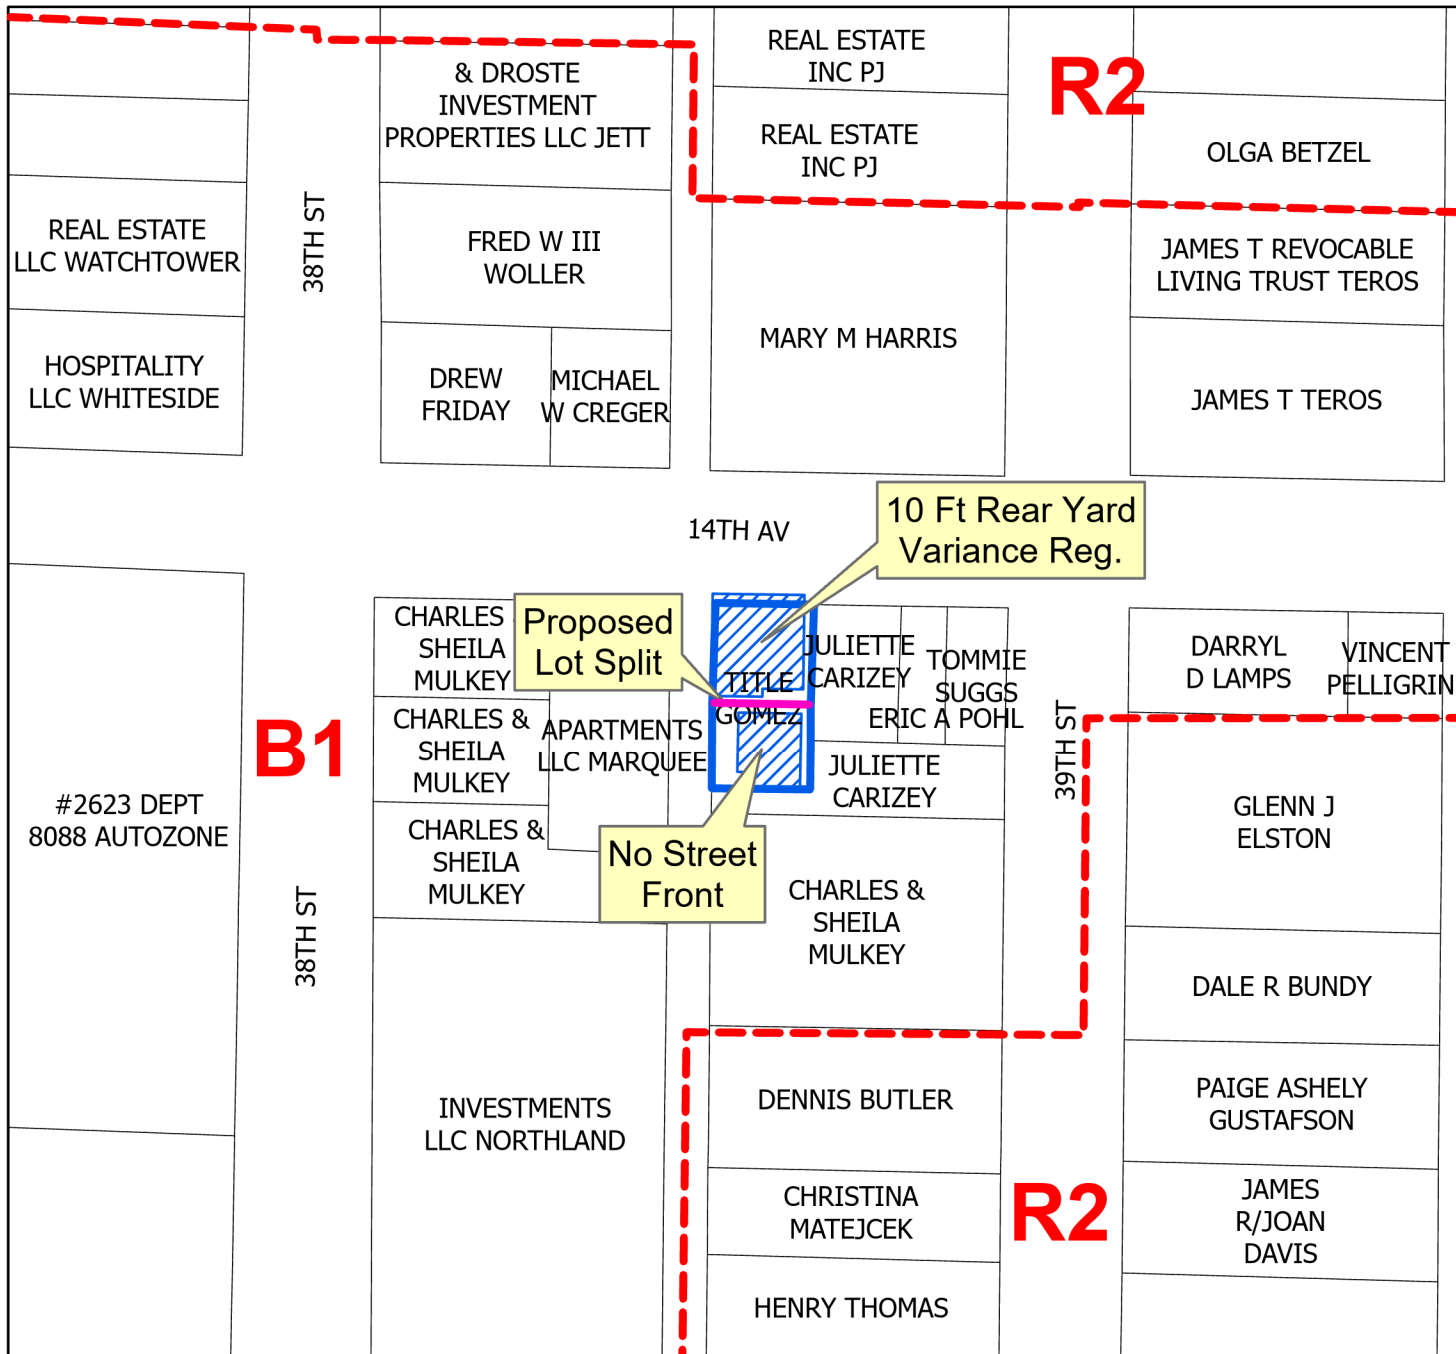 REAL ESTATE
INC PJ
R2
& DROSTE
INVESTMENT
PROPERTIES LLC JETT
REAL ESTATE
INC PJ
OLGA BETZEL
REAL ESTATE
LLC WATCHTOWER
38TH ST
FRED W III
WOLLER
JAMES T REVOCABLE
LIVING TRUST TEROS
MARY M HARRIS
HOSPITALITY
LLC WHITESIDE
DREW
FRIDAY
MICHAEL
W CREGER
JAMES T TEROS
14TH AV
10 Ft Rear Yard
Variance Reg.
CHARLES
SHEILA
MULKEY
Proposed
Lot Split
TITLE
GOMEZ
JULIETTE
CARIZEY
TOMMIE
SUGGS
ERIC A POHL
DARRYL
D LAMPS
VINCENT
PELLIGRIN
B1
CHARLES &
SHEILA
MULKEY
APARTMENTS
LLC MARQUEE
JULIETTE
CARIZEY
39TH ST
#2623 DEPT
8088 AUTOZONE
CHARLES &
SHEILA
MULKEY
No Street
Front
GLENN J
ELSTON
38TH ST
CHARLES &
SHEILA
MULKEY
DALE R BUNDY
INVESTMENTS
LLC NORTHLAND
DENNIS BUTLER
PAIGE ASHELY
GUSTAFSON
CHRISTINA
MATEJCEK
R2
JAMES
R/JOAN
DAVIS
HENRY THOMAS